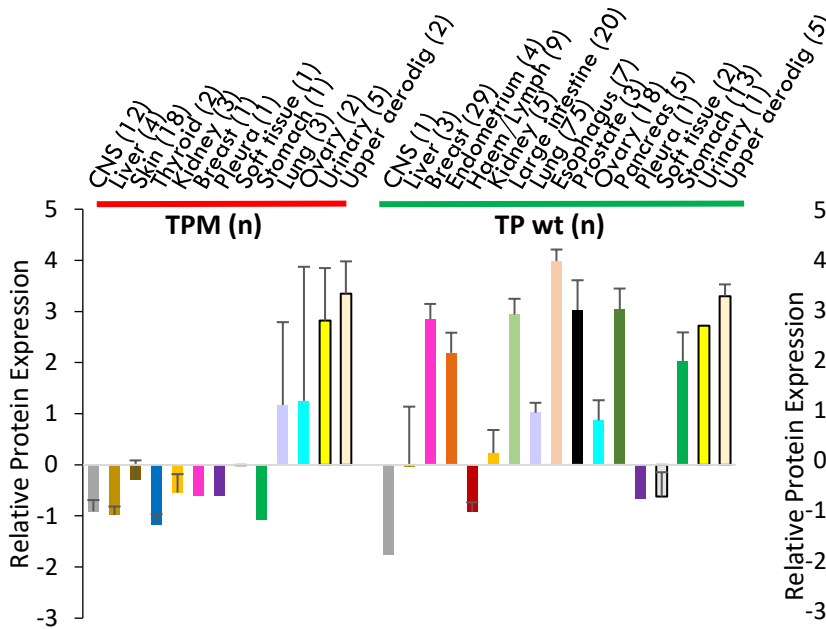 CNS (12)
Liver (4)
Skin (18)
Thyroid (2)
Kidney (3)
Breast (1)
Pleura (1)
Soft tissue (1)
Stomach (1)
Lung (3)
Ovary (2)
Urinary (5)
Upper aerodig (2)
CNS (1)
Liver (3)
Breast (29)
Endometrium (4)
Haem/Lymph (9)
Kidney (5)
Large intestine (20)
Lung (75)
Esophagus (7)
Prostate (3)
Ovary (18)
Pancreas (5)
Pleura (1)
Soft tissue (2)
Stomach (13)
Urinary (1)
Upper aerodig (5)
TPM (n)
TP wt (n)
Relative Protein Expression
5
4
3
2
1
0
-1
-2
-3
Relative Protein Expression
5
4
3
2
1
0
-1
-2
-3